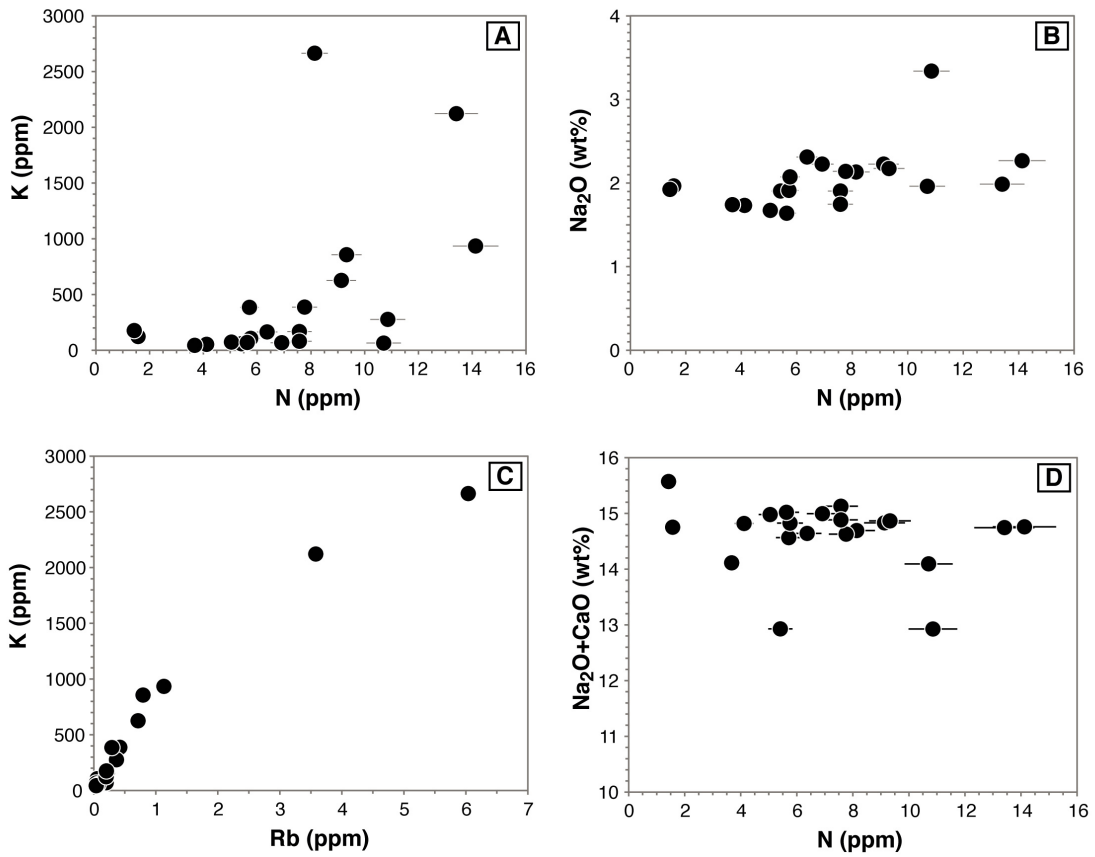 A
3000
2500
2000
1500
1000
500
0
K (ppm)
0 2 4 6 8 10 12 14 16
N (ppm)
B
4
3
2
1
0
Na₂O (wt%)
0 2 4 6 8 10 12 14 16
N (ppm)
C
3000
2500
2000
1500
1000
500
0
K (ppm)
0 1 2 3 4 5 6 7
Rb (ppm)
D
16
15
14
13
12
11
10
Na₂O+CaO (wt%)
0 2 4 6 8 10 12 14 16
N (ppm)